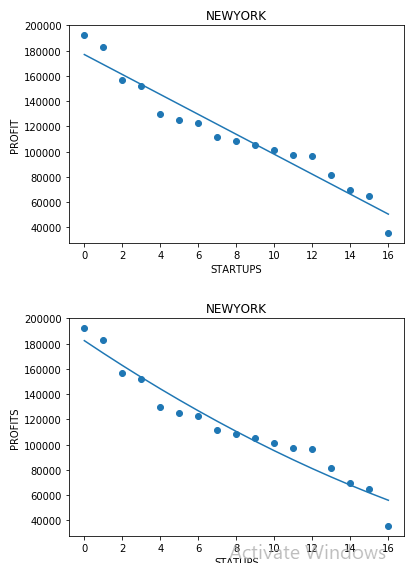 NEWYORK
200000
180000
160000
140000
120000
100000
80000
60000
40000
PROFIT
0 2 4 6 8 10 12 14 16
STARTUPS
NEWYORK
200000
180000
160000
140000
120000
100000
80000
60000
40000
PROFITS
0 2 4 6 8 10 12 14 16
STATUPS
Activate Windows